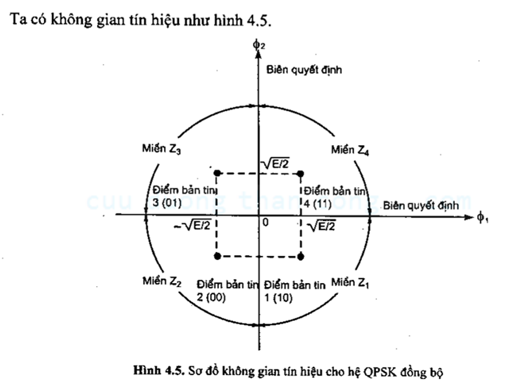 Ta có không gian tín hiệu như hình 4.5.
ϕ2
Biên quyết định
Miền Z3
Miền Z4
√E/2
Điểm bản tin
3 (01)
Điểm bản tin
4 (11)
Biên quyết định
ϕ1
-√E/2
0
√E/2
Miền Z2
Điểm bản tin
2 (00)
Điểm bản tin
1 (10)
Miền Z1
Hình 4.5. Sơ đồ không gian tín hiệu cho hệ QPSK đồng bộ